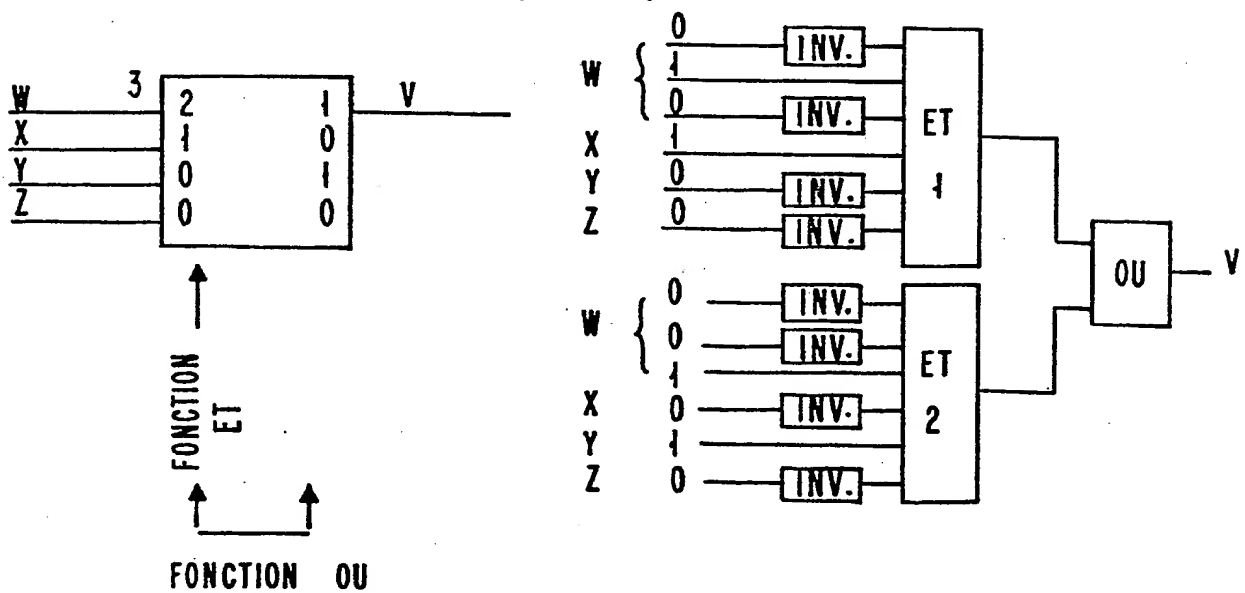 3
W 2 1 V
X 1 0
Y 0 1
Z 0 0
FONCTION
ET
FONCTION OU
W
0 INV.
1
0 INV.
X 1
Y 0 INV.
Z 0 INV.
ET
1
W
0 INV.
0 INV.
1
X 0 INV.
Y 1
Z 0 INV.
ET
2
OU V